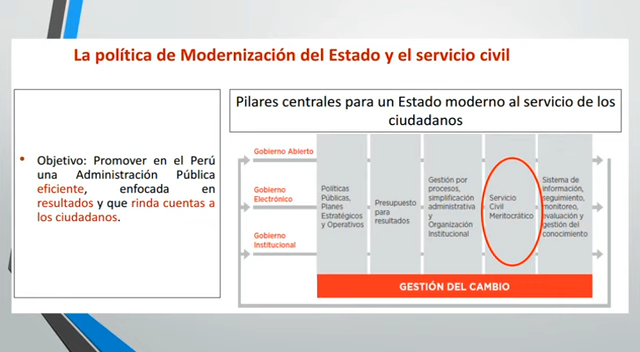 La política de Modernización del Estado y el servicio civil
• Objetivo: Promover en el Perú
una Administración Pública
eficiente, enfocada en
resultados y que rinda cuentas a
los ciudadanos.
Pilares centrales para un Estado moderno al servicio de los
ciudadanos
Gobierno Abierto
Gobierno
Electrónico
Gobierno
Institucional
Políticas
Públicas,
Planes
Estratégicos
y Operativos
Presupuesto
para
resultados
Gestión por
procesos,
simplificación
administrativa
y
Organización
Institucional
Servicio
Civil
Meritocrático
Sistema de
información,
seguimiento,
monitoreo,
evaluación y
gestión del
conocimiento
GESTIÓN DEL CAMBIO